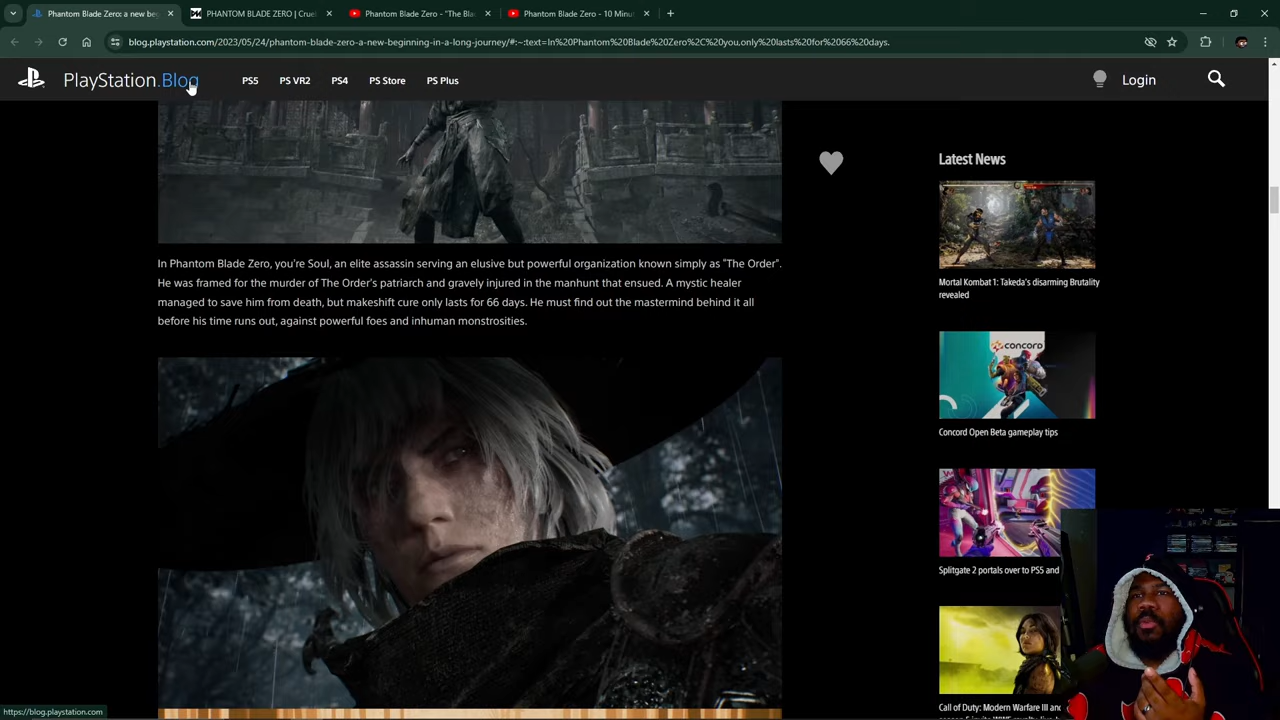 Phantom Blade Zero: a new be
PHANTOM BLADE ZERO | Cruel
Phantom Blade Zero - "The Bla
Phantom Blade Zero - 10 Minut
blog.playstation.com/2023/05/24/phantom-blade-zero-a-new-beginning-in-a-long-journey/#:~:text=In%20Phantom%20Blade%20Zero%2C%20you,only%20lasts%20for%2066%20days.
PlayStation.Blog
PS5
PS VR2
PS4
PS Store
PS Plus
Login
In Phantom Blade Zero, you're Soul, an elite assassin serving an elusive but powerful organization known simply as "The Order".
He was framed for the murder of The Order's patriarch and gravely injured in the manhunt that ensued. A mystic healer
managed to save him from death, but makeshift cure only lasts for 66 days. He must find out the mastermind behind it all
before his time runs out, against powerful foes and inhuman monstrosities.
Latest News
Mortal Kombat 1: Takeda's disarming Brutality
revealed
CONCORD
Concord Open Beta gameplay tips
Splitgate 2 portals over to PS5 and
Call of Duty: Modern Warfare III and
https://blog.playstation.com